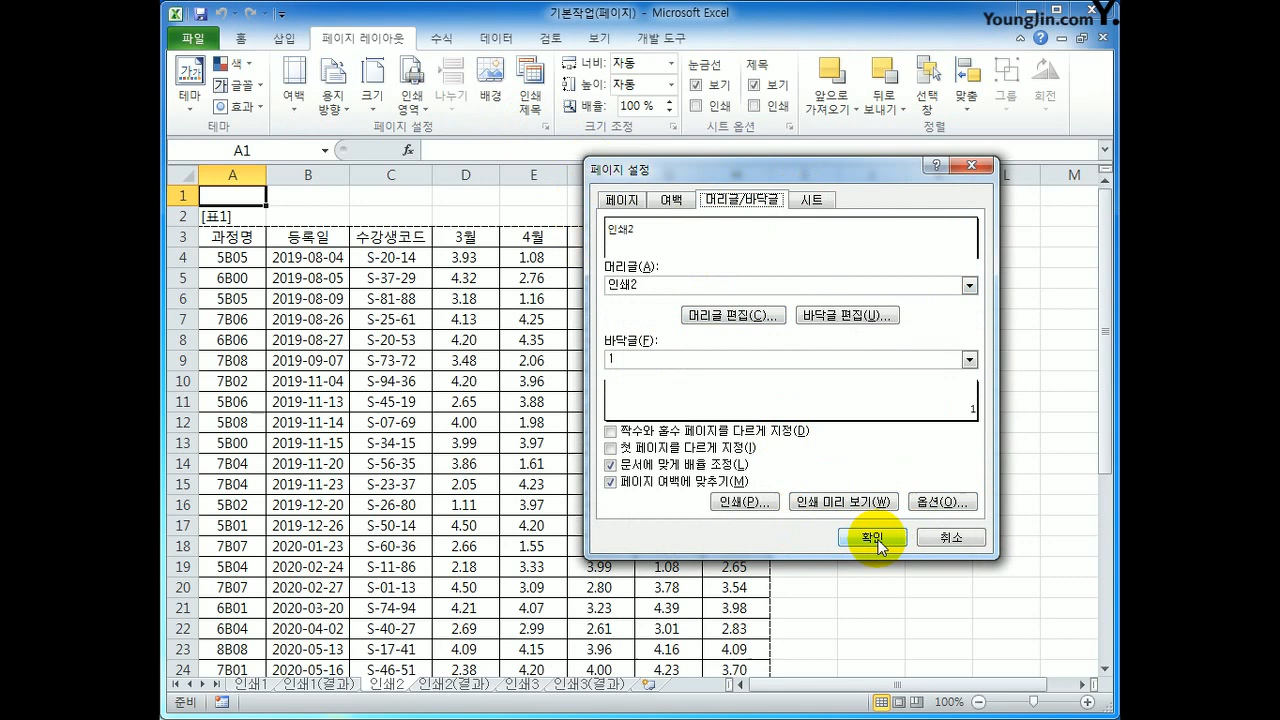 기본작업(페이지) - Microsoft Excel
YoungJin.com Y.
파일 홈 삽입 페이지 레이아웃 수식 데이터 검토 보기 개발 도구
테마 색 글꼴 효과
테마
여백 용지 방향 크기 인쇄 영역 나누기 배경 인쇄 제목
페이지 설정
너비: 자동
높이: 자동
배율: 100 %
크기 조정
눈금선 제목
보기 보기
인쇄 인쇄
시트 옵션
앞으로 가져오기 뒤로 보내기 선택 창 맞춤 그룹 회전
정렬
A1 fx
A B C D E L M
1
2 [표1]
3 과정명 등록일 수강생코드 3월 4월
4 5B05 2019-08-04 S-20-14 3.93 1.08
5 6B00 2019-08-05 S-37-29 4.32 2.76
6 5B05 2019-08-09 S-81-88 3.18 1.16
7 7B06 2019-08-26 S-25-61 4.13 4.25
8 6B06 2019-08-27 S-20-53 4.20 4.35
9 7B08 2019-09-07 S-73-72 3.48 2.06
10 7B02 2019-11-04 S-94-36 4.20 3.96
11 5B06 2019-11-13 S-45-19 2.65 3.88
12 5B08 2019-11-14 S-07-69 4.00 1.98
13 5B00 2019-11-15 S-34-15 3.99 3.97
14 7B04 2019-11-20 S-56-35 3.86 1.61
15 7B04 2019-11-23 S-23-37 2.05 4.23
16 5B02 2019-12-26 S-26-80 1.11 3.97
17 5B01 2019-12-26 S-50-14 4.50 4.20
18 7B07 2020-01-23 S-60-36 2.66 1.55
19 5B04 2020-02-24 S-11-86 2.18 3.33 3.99 1.08 2.65
20 7B07 2020-02-27 S-01-13 4.50 3.09 2.80 3.78 3.54
21 6B01 2020-03-20 S-74-94 4.21 4.07 3.23 4.39 3.98
22 6B04 2020-04-02 S-40-27 2.69 2.99 2.61 3.01 2.83
23 8B08 2020-05-13 S-17-41 4.09 4.15 3.96 4.16 4.09
24 7B01 2020-05-16 S-46-51 2.38 4.20 4.00 4.23 3.70
페이지 설정
페이지 여백 머리글/바닥글 시트
인쇄2
머리글(A):
인쇄2
머리글 편집(C)... 바닥글 편집(U)...
바닥글(F):
1
1
짝수와 홀수 페이지를 다르게 지정(D)
첫 페이지를 다르게 지정(I)
문서에 맞게 배율 조정(L)
페이지 여백에 맞추기(M)
인쇄(P)... 인쇄 미리 보기(W) 옵션(O)...
확인 취소
인쇄1 인쇄1(결과) 인쇄2 인쇄2(결과) 인쇄3 인쇄3(결과)
준비 100%